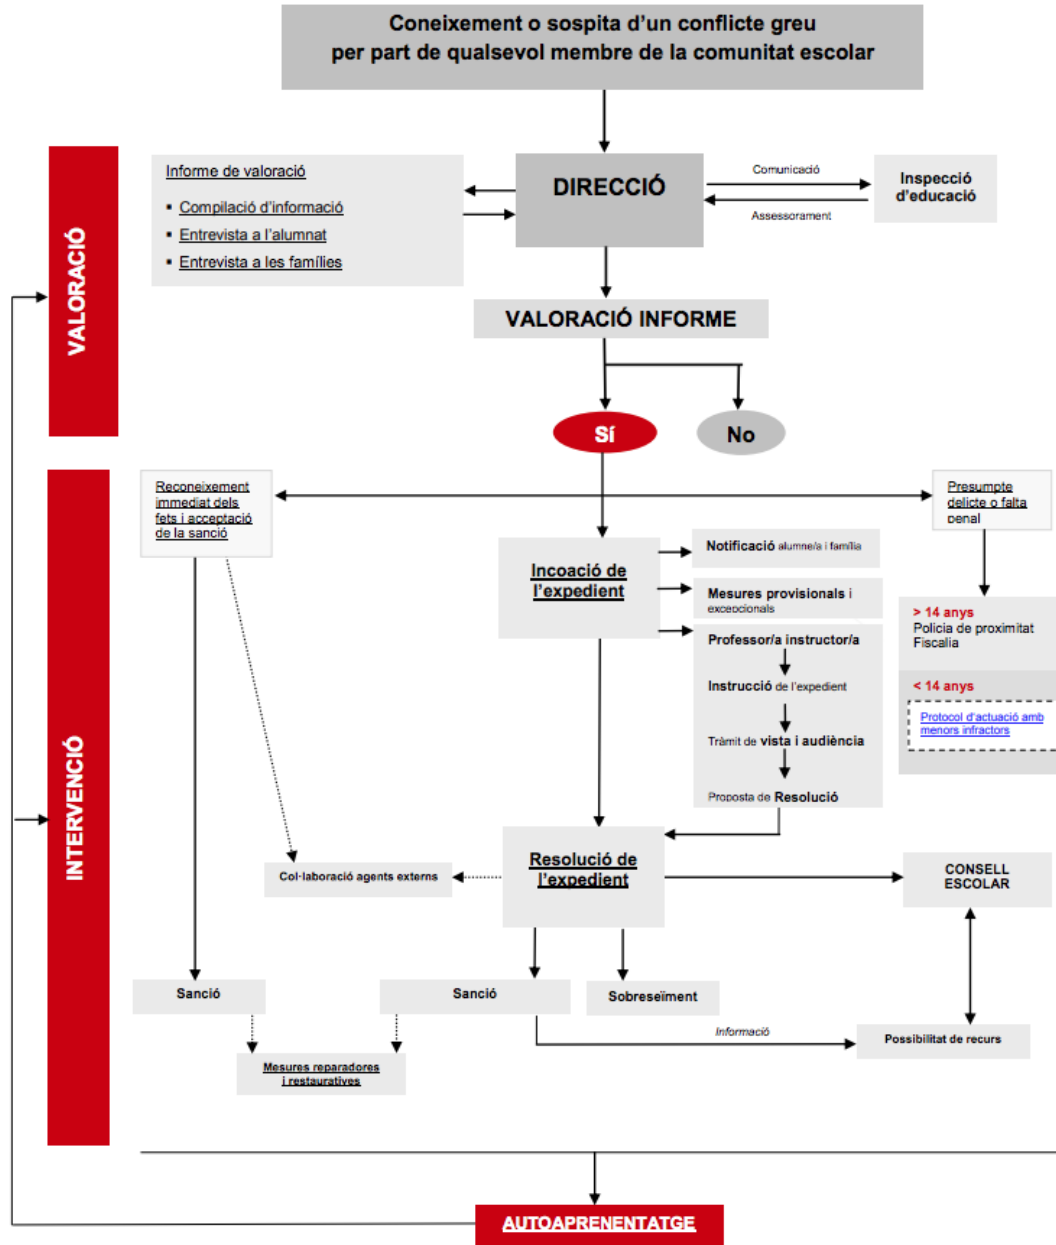 Coneixement o sospita d'un conflicte greu
per part de qualsevol membre de la comunitat escolar
VALORACIÓ
Informe de valoració
▪ Compilació d'informació
▪ Entrevista a l'alumnat
▪ Entrevista a les famílies
DIRECCIÓ
Comunicació
Assessorament
Inspecció
d'educació
VALORACIÓ INFORME
Sí
No
INTERVENCIÓ
Reconeixement
immediat dels
fets i acceptació
de la sanció
Presumpte
delicte o falta
penal
Incoació de
l'expedient
Notificació alumne/a i família
Mesures provisionals i
excepcionals
Professor/a instructor/a
Instrucció de l'expedient
Tràmit de vista i audiència
Proposta de Resolució
> 14 anys
Policia de proximitat
Fiscalia
< 14 anys
Protocol d'actuació amb
menors infractors
Resolució de
l'expedient
Col·laboració agents externs
CONSELL
ESCOLAR
Sanció
Sanció
Sobreseïment
Informació
Possibilitat de recurs
Mesures reparadores
i restauratives
AUTOAPRENENTATGE